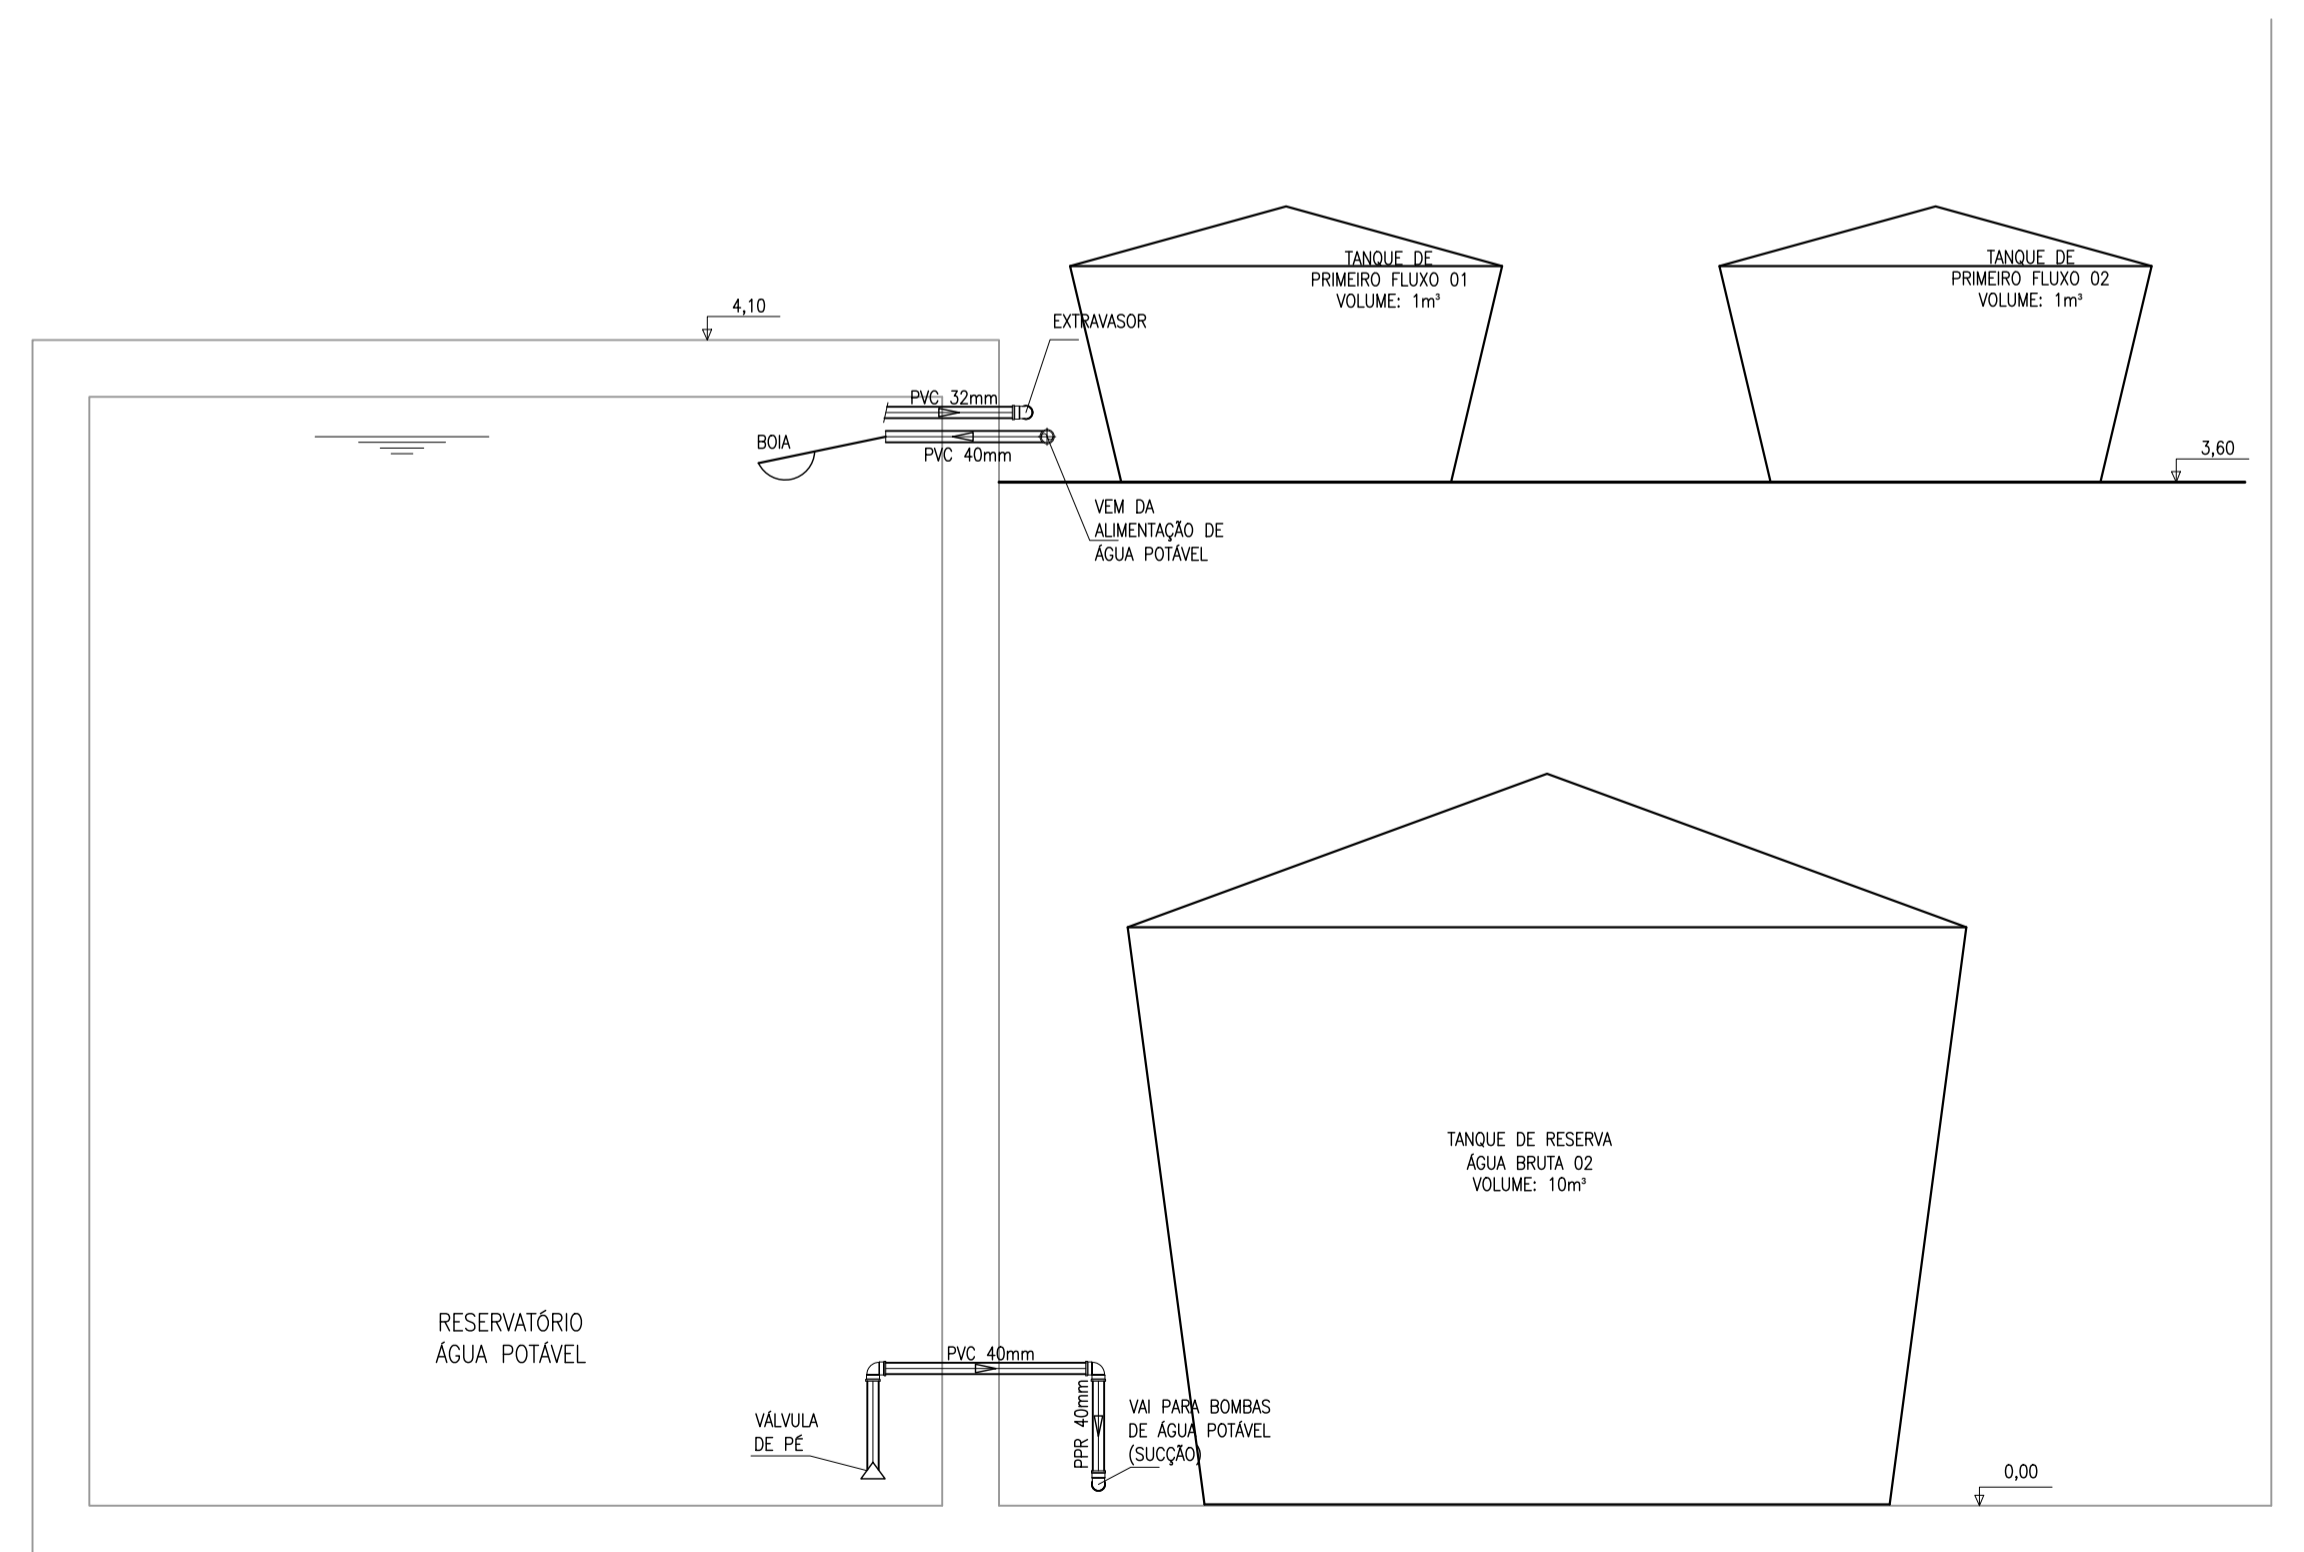 TANQUE DE
PRIMEIRO FLUXO 01
VOLUME: 1m³
TANQUE DE
PRIMEIRO FLUXO 02
VOLUME: 1m³
4,10
EXTRAVASOR
PVC 32mm
BOIA
PVC 40mm
3,60
VEM DA
ALIMENTAÇÃO DE
ÁGUA POTÁVEL
TANQUE DE RESERVA
ÁGUA BRUTA 02
VOLUME: 10m³
RESERVATÓRIO
ÁGUA POTÁVEL
PVC 40mm
PPR 40mm
VÁLVULA
DE PÉ
VAI PARA BOMBAS
DE ÁGUA POTÁVEL
(SUCÇÃO)
0,00